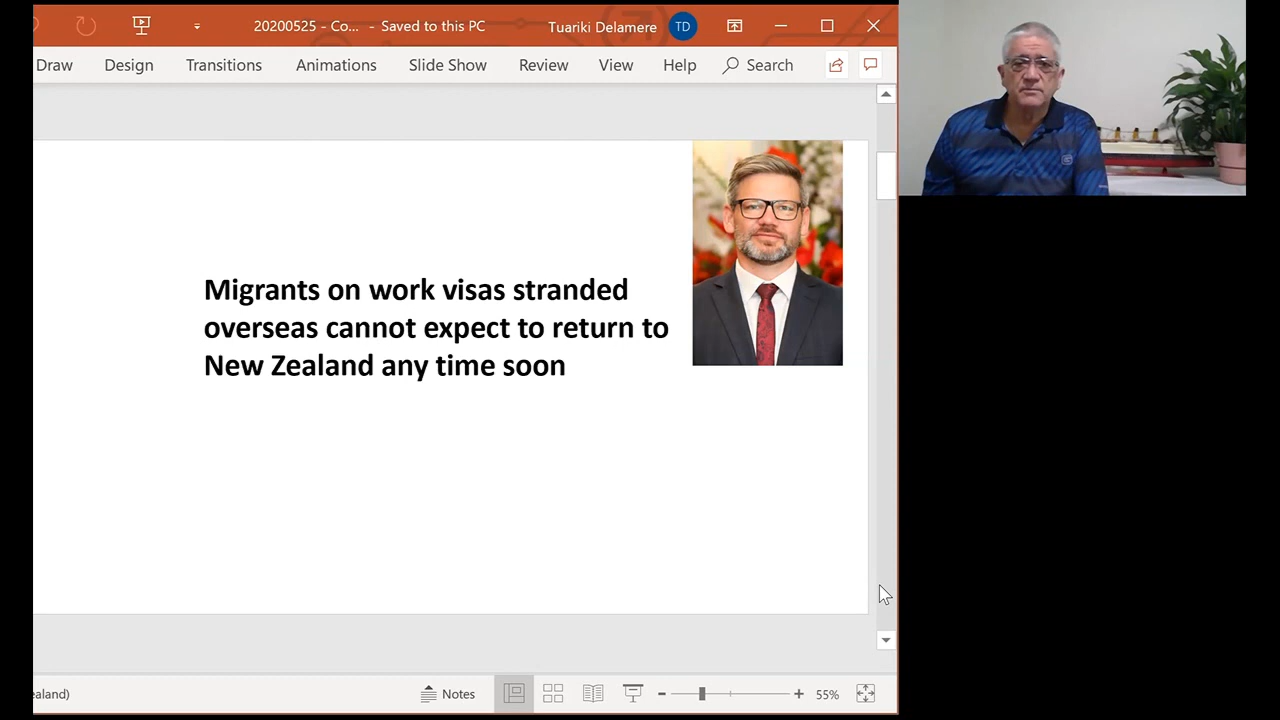 20200525 - Co... - Saved to this PC
Tuariki Delamere
TD
Draw Design Transitions Animations Slide Show Review View Help Search
Migrants on work visas stranded
overseas cannot expect to return to
New Zealand any time soon
ealand)
Notes
55%